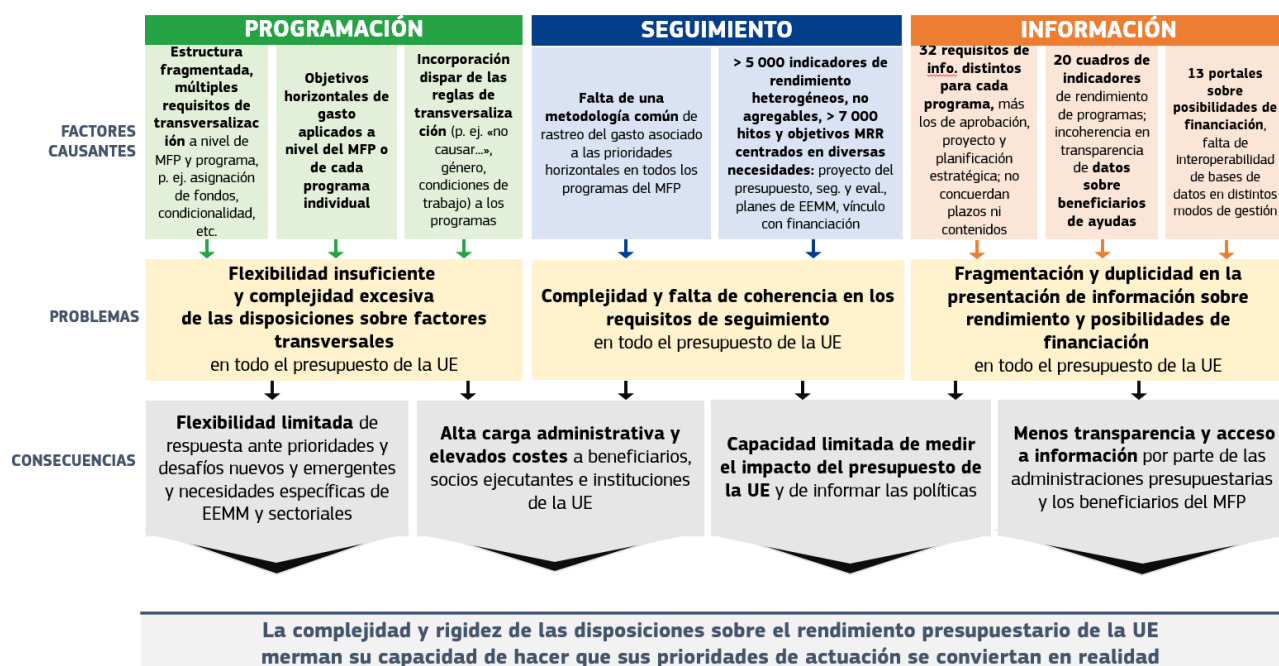 PROGRAMACIÓN
SEGUIMIENTO
INFORMACIÓN
FACTORES
CAUSANTES
Estructura
fragmentada,
múltiples
requisitos de
transversalizac
ión a nivel de
MFP y programa,
p. ej. asignación
de fondos,
condicionalidad,
etc.
Objetivos
horizontales de
gasto
aplicados a
nivel del MFP o
de cada
programa
individual
Incorporación
dispar de las
reglas de
transversaliza
ción (p. ej. «no
causar...»,
género,
condiciones de
trabajo) a los
programas
Falta de una
metodología común de
rastreo del gasto asociado
a las prioridades
horizontales en todos los
programas del MFP
> 5 000 indicadores de
rendimiento
heterogéneos, no
agregables, > 7 000
hitos y objetivos MRR
centrados en diversas
necesidades: proyecto del
presupuesto, seg. y eval.,
planes de EEMM, vínculo
con financiación
32 requisitos de
info. distintos
para cada
programa, más
los de aprobación,
proyecto y
planificación
estratégica; no
concuerdan
plazos ni
contenidos
20 cuadros de
indicadores
de rendimiento
de programas;
incoherencia en
transparencia
de datos
sobre
beneficiarios
de ayudas
13 portales
sobre
posibilidades de
financiación,
falta de
interoperabilidad
de bases de
datos en distintos
modos de gestión
PROBLEMAS
Flexibilidad insuficiente
y complejidad excesiva
de las disposiciones sobre factores
transversales
en todo el presupuesto de la UE
Complejidad y falta de coherencia en los
requisitos de seguimiento
en todo el presupuesto de la UE
Fragmentación y duplicidad en la
presentación de información sobre
rendimiento y posibilidades de
financiación
en todo el presupuesto de la UE
CONSECUENCIAS
Flexibilidad limitada de
respuesta ante prioridades y
desafíos nuevos y emergentes
y necesidades específicas de
EEMM y sectoriales
Alta carga administrativa y
elevados costes a beneficiarios,
socios ejecutantes e instituciones
de la UE
Capacidad limitada de medir
el impacto del presupuesto de
la UE y de informar las políticas
Menos transparencia y acceso
a información por parte de las
administraciones presupuestarias
y los beneficiarios del MFP
La complejidad y rigidez de las disposiciones sobre el rendimiento presupuestario de la UE
merman su capacidad de hacer que sus prioridades de actuación se conviertan en realidad